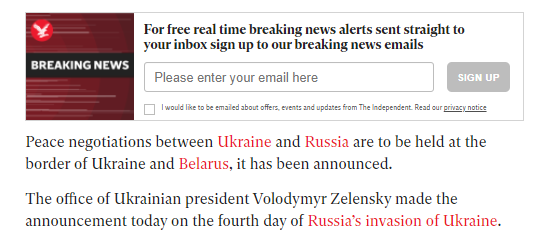 For free real time breaking news alerts sent straight to
your inbox sign up to our breaking news emails
BREAKING NEWS
Please enter your email here
SIGN UP
I would like to be emailed about offers, events and updates from The Independent. Read our privacy notice
Peace negotiations between Ukraine and Russia are to be held at the
border of Ukraine and Belarus, it has been announced.
The office of Ukrainian president Volodymyr Zelensky made the
announcement today on the fourth day of Russia's invasion of Ukraine.